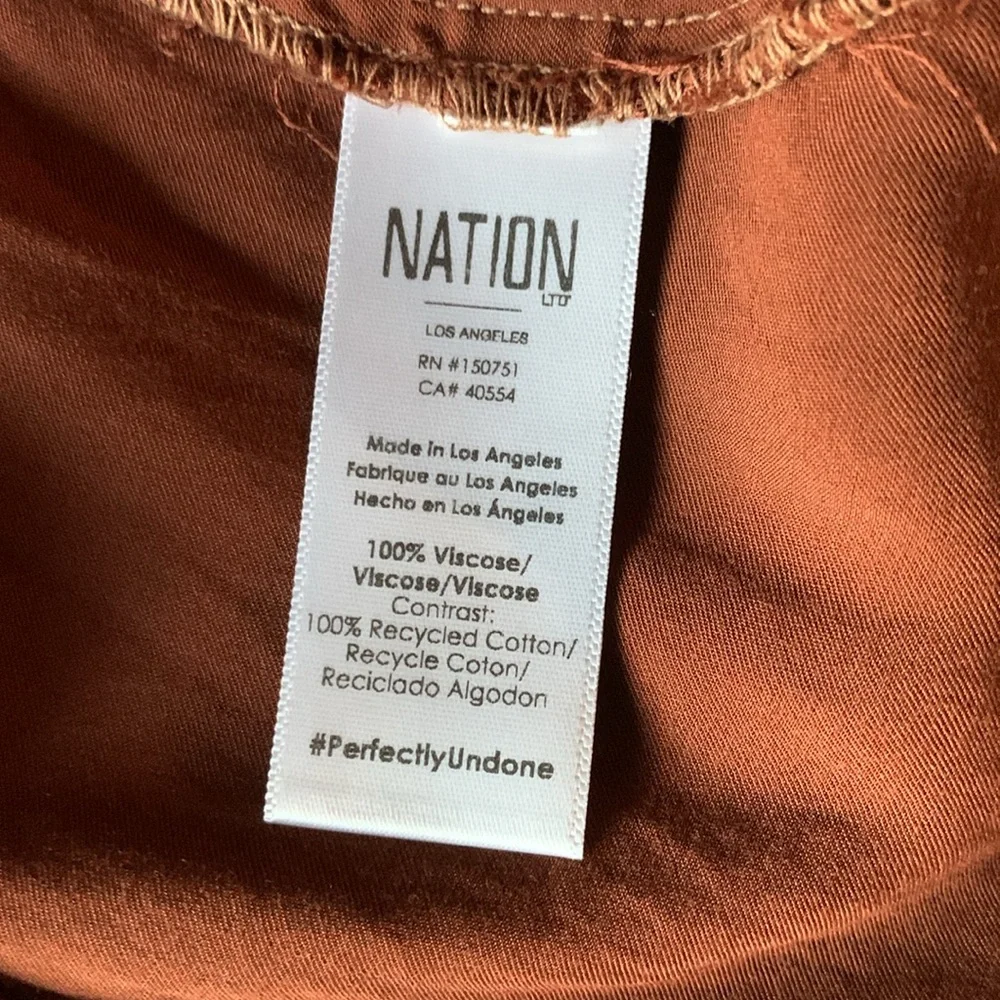 NATION
LTD
LOS ANGELES
RN #150751
CA# 40554
Made in Los Angeles
Fabrique au Los Angeles
Hecho en Los Ángeles
100% Viscose/
Viscose/Viscose
Contrast:
100% Recycled Cotton/
Recycle Coton/
Reciclado Algodon
#PerfectlyUndone